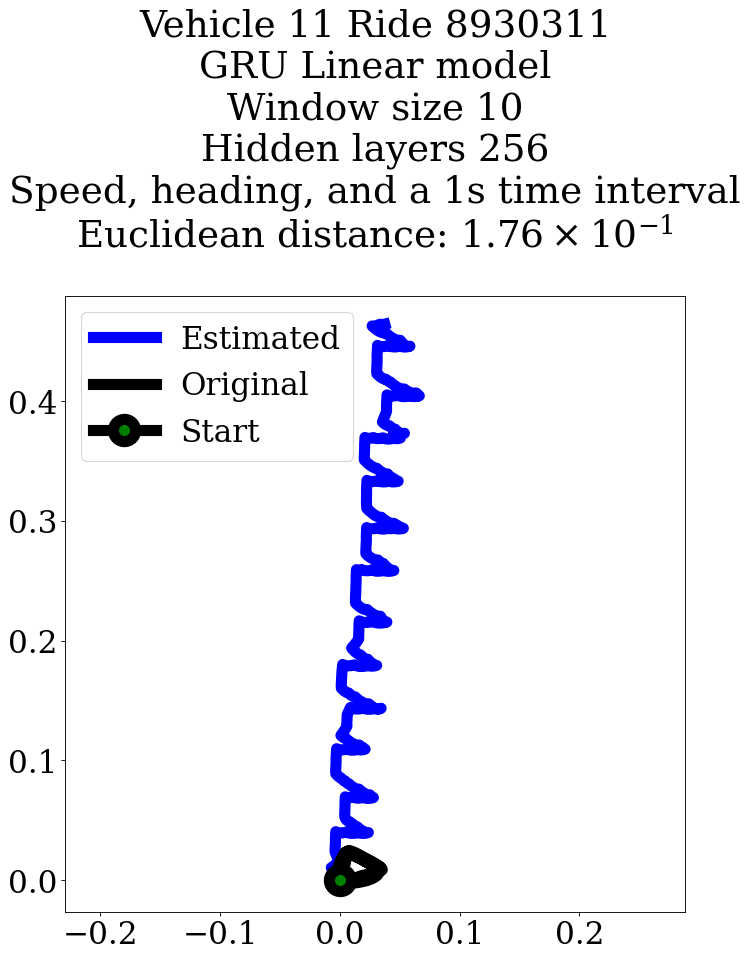 Vehicle 11 Ride 8930311
GRU Linear model
Window size 10
Hidden layers 256
Speed, heading, and a 1s time interval
Euclidean distance: 1.76 × 10⁻¹
Estimated
Original
Start
0.4
0.3
0.2
0.1
0.0
−0.2 −0.1 0.0 0.1 0.2